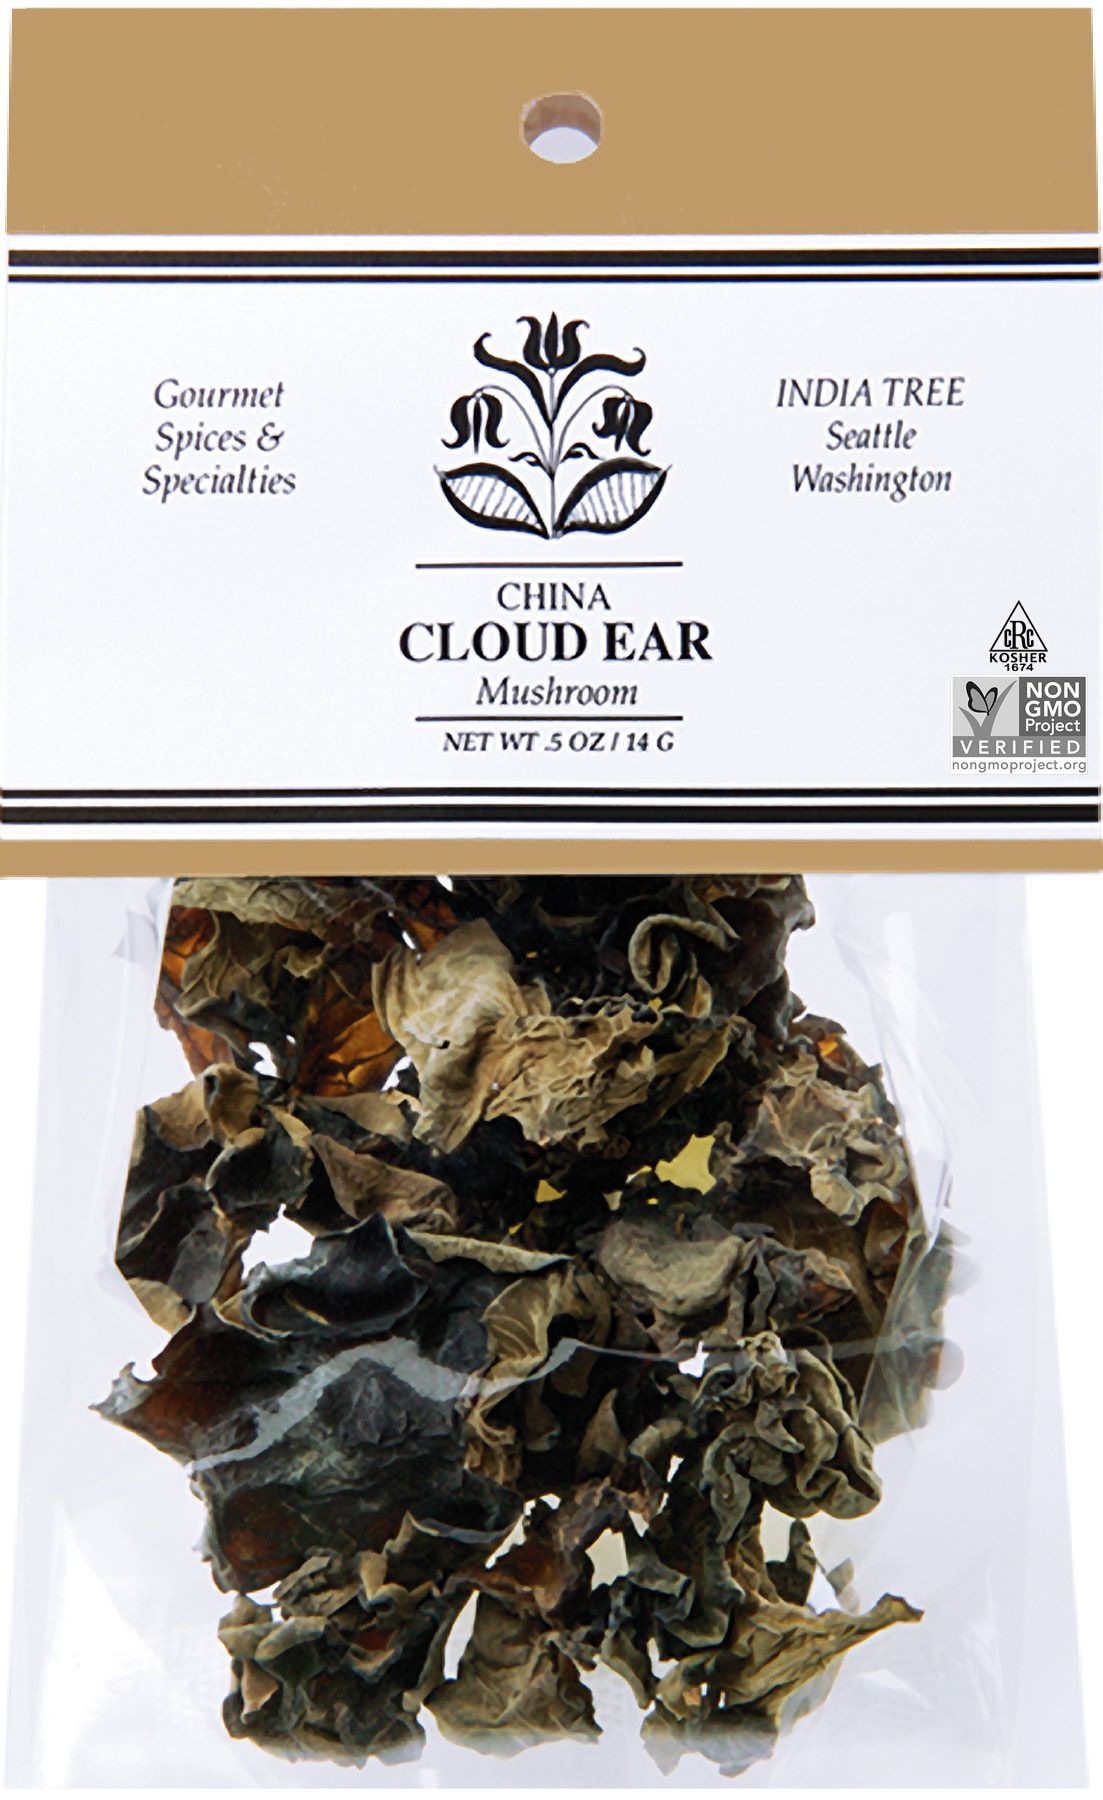 Gourmet
Spices &
Specialties
INDIA TREE
Seattle
Washington
CHINA
CLOUD EAR
Mushroom
NET WT .5 OZ / 14 G
cRc
KOSHER
1674
NON
GMO
Project
VERIFIED
nongmoproject.org